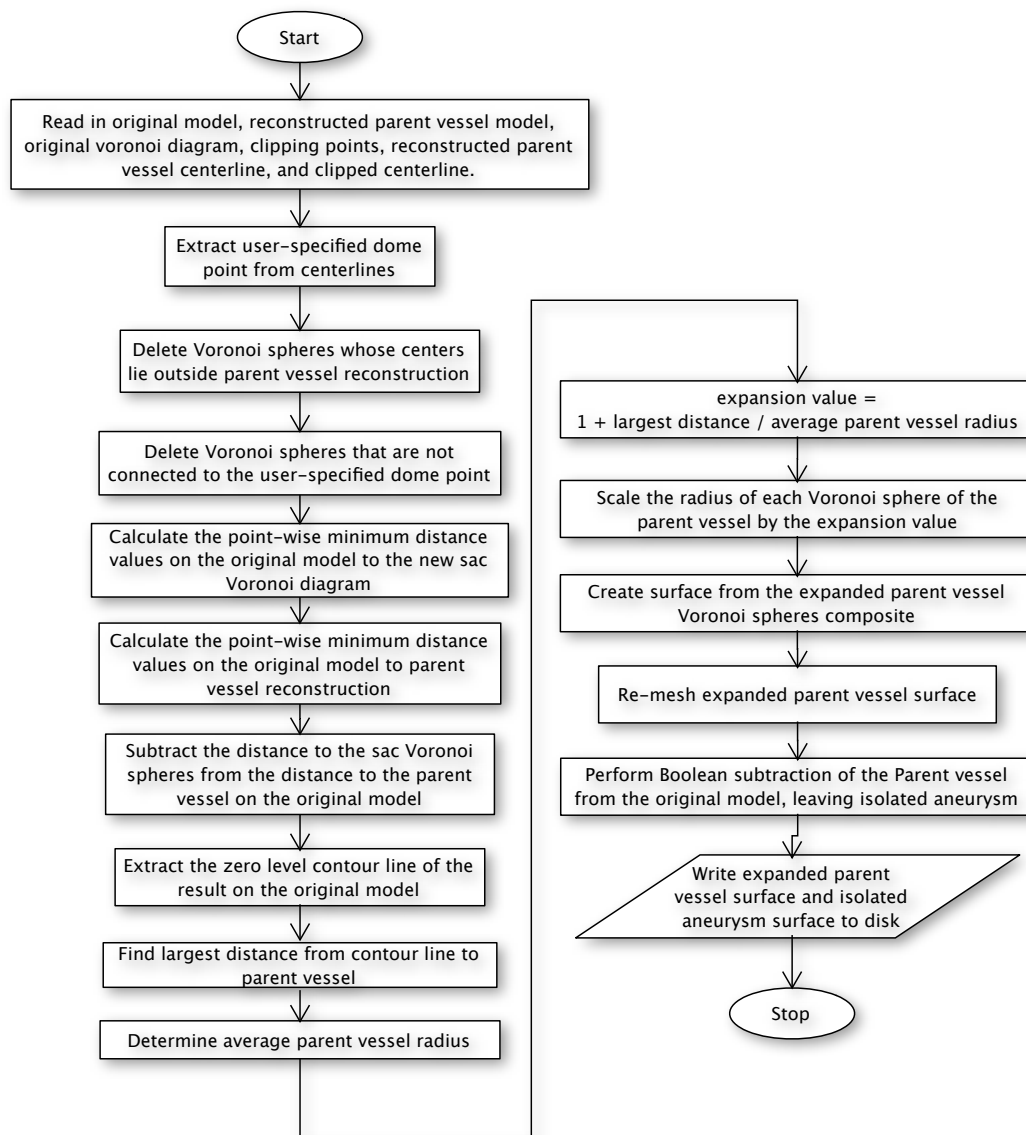 Start
Read in original model, reconstructed parent vessel model,
original voronoi diagram, clipping points, reconstructed parent
vessel centerline, and clipped centerline.
Extract user-specified dome
point from centerlines
Delete Voronoi spheres whose centers
lie outside parent vessel reconstruction
Delete Voronoi spheres that are not
connected to the user-specified dome point
Calculate the point-wise minimum distance
values on the original model to the new sac
Voronoi diagram
Calculate the point-wise minimum distance
values on the original model to parent
vessel reconstruction
Subtract the distance to the sac Voronoi
spheres from the distance to the parent
vessel on the original model
Extract the zero level contour line of the
result on the original model
Find largest distance from contour line to
parent vessel
Determine average parent vessel radius
expansion value =
1 + largest distance / average parent vessel radius
Scale the radius of each Voronoi sphere of the
parent vessel by the expansion value
Create surface from the expanded parent vessel
Voronoi spheres composite
Re-mesh expanded parent vessel surface
Perform Boolean subtraction of the Parent vessel
from the original model, leaving isolated aneurysm
Write expanded parent
vessel surface and isolated
aneurysm surface to disk
Stop